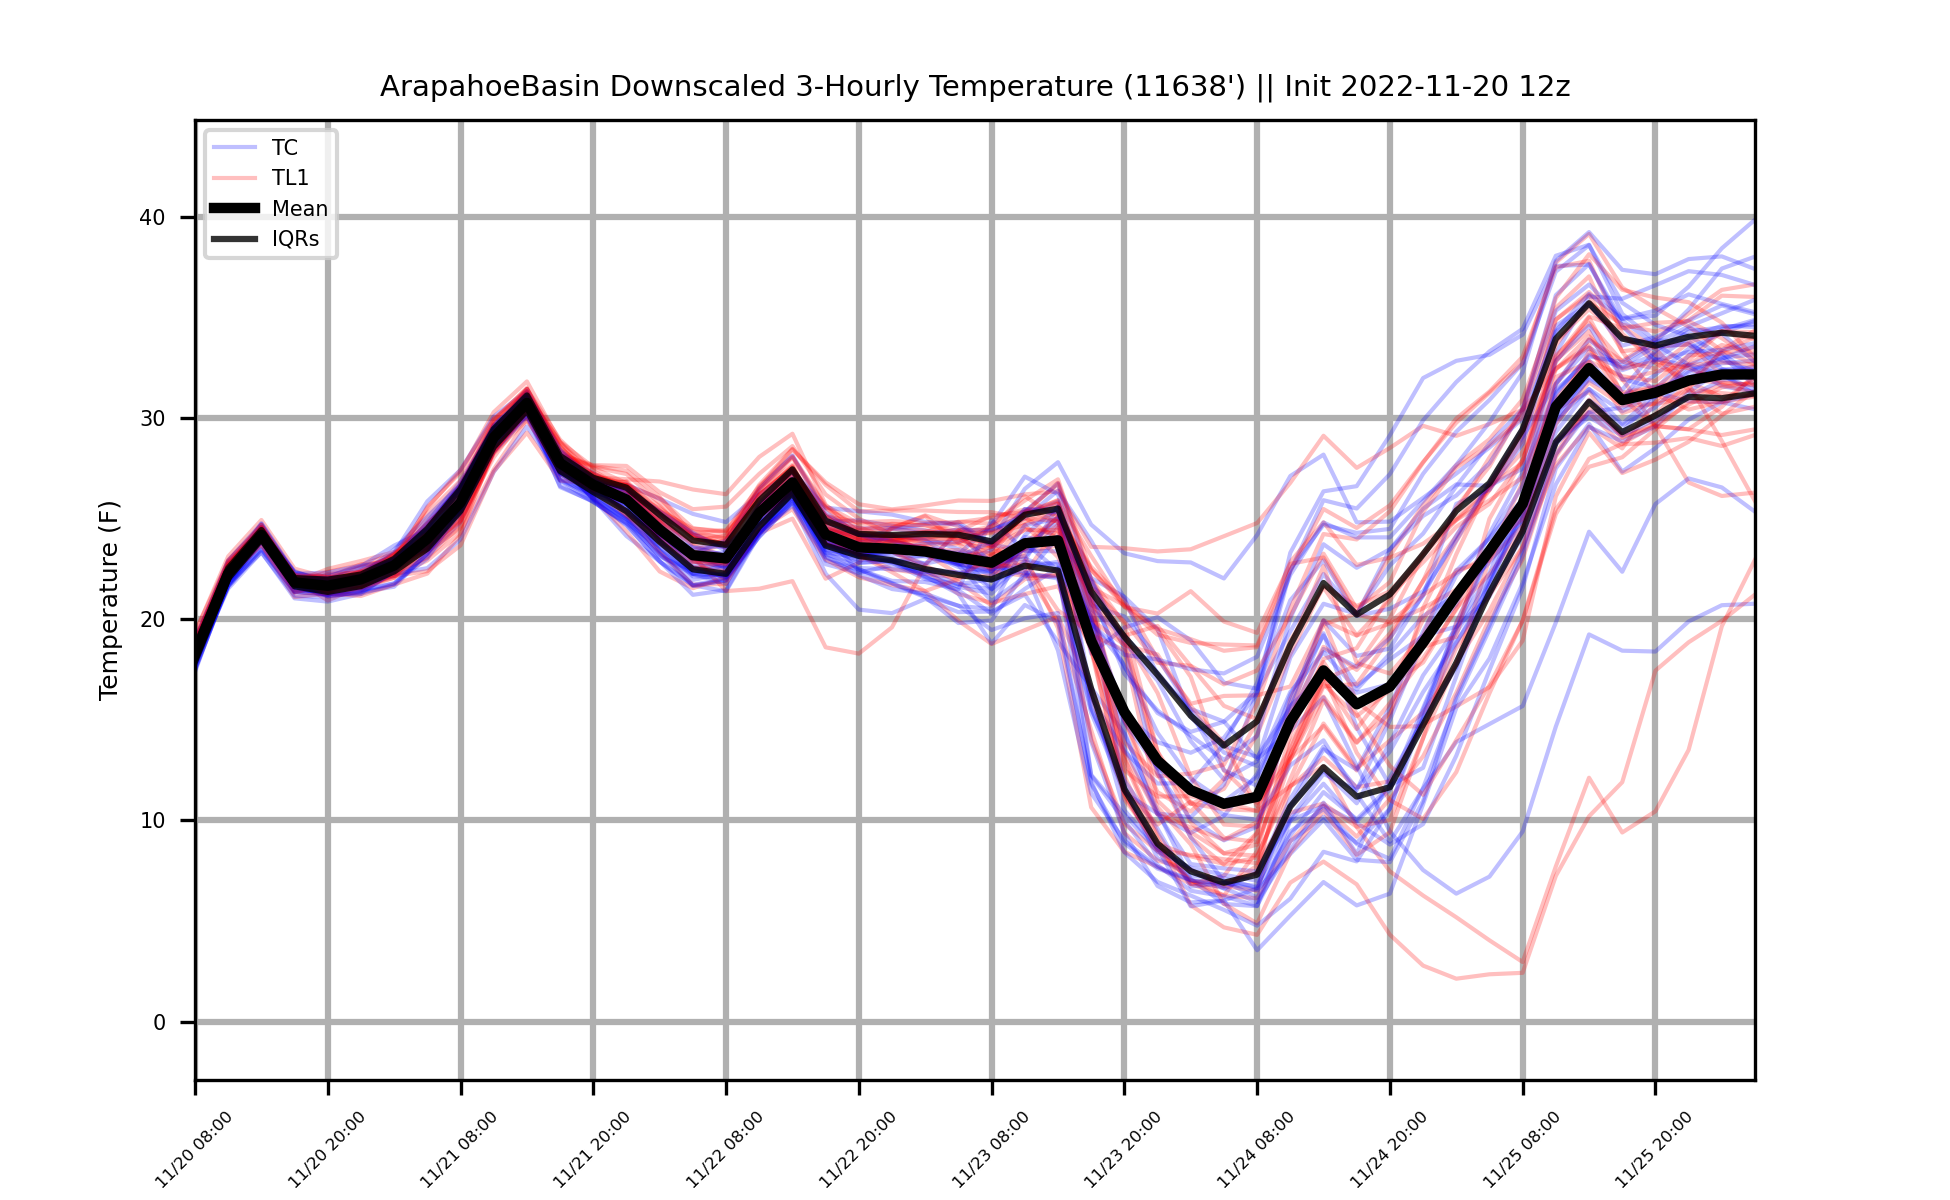 ArapahoeBasin Downscaled 3-Hourly Temperature (11638') || Init 2022-11-20 12z
TC
TL1
Mean
IQRs
Temperature (F)
40
30
20
10
0
11/20 08:00
11/20 20:00
11/21 08:00
11/21 20:00
11/22 08:00
11/22 20:00
11/23 08:00
11/23 20:00
11/24 08:00
11/24 20:00
11/25 08:00
11/25 20:00